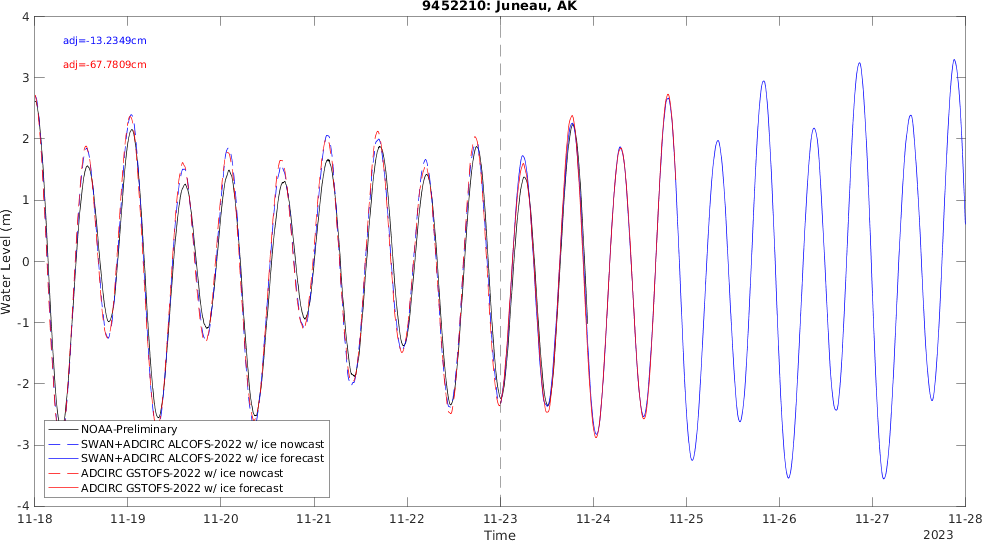 9452210: Juneau, AK
adj=-13.2349cm
adj=-67.7809cm
4
3
2
1
0
-1
-2
-3
-4
Water Level (m)
NOAA-Preliminary
SWAN+ADCIRC ALCOFS-2022 w/ ice nowcast
SWAN+ADCIRC ALCOFS-2022 w/ ice forecast
ADCIRC GSTOFS-2022 w/ ice nowcast
ADCIRC GSTOFS-2022 w/ ice forecast
11-18 11-19 11-20 11-21 11-22 11-23 11-24 11-25 11-26 11-27 11-28
Time
2023